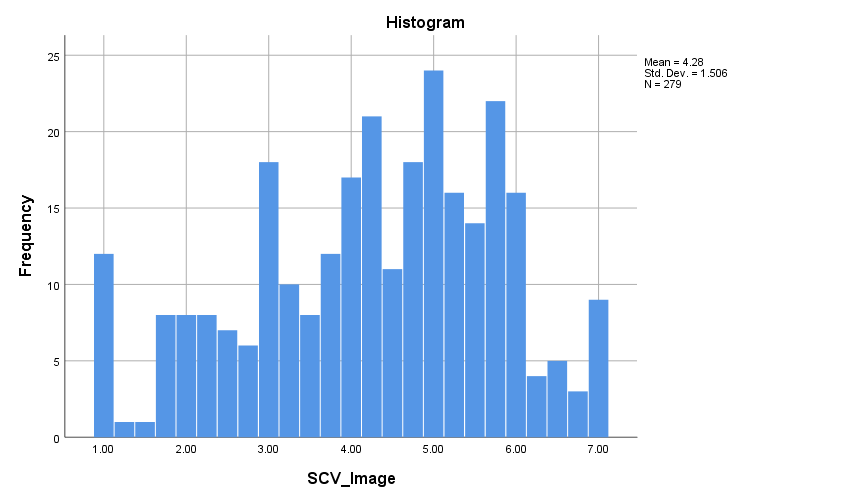 Histogram
Mean = 4.28
Std. Dev. = 1.506
N = 279
25
20
15
10
5
0
Frequency
1.00 2.00 3.00 4.00 5.00 6.00 7.00
SCV_Image